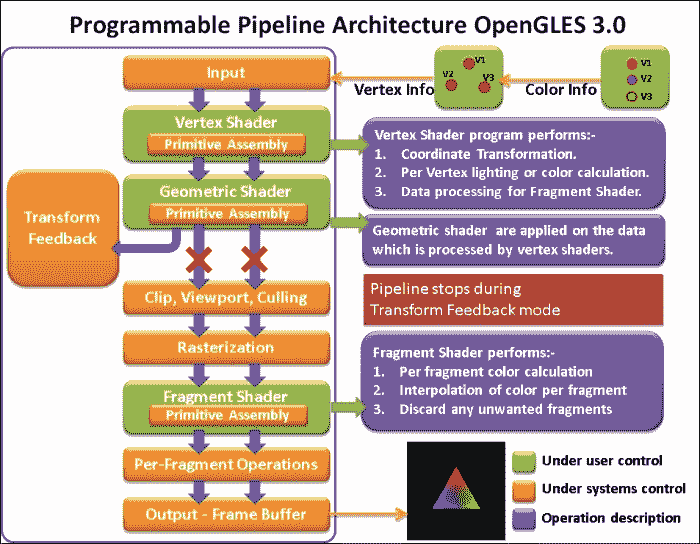 Programmable Pipeline Architecture OpenGLES 3.0
Input
Vertex Info
V1
V2
V3
Color Info
V1
V2
V3
Vertex Shader
Primitive Assembly
Vertex Shader program performs:-
1. Coordinate Transformation.
2. Per Vertex lighting or color calculation.
3. Data processing for Fragment Shader.
Transform
Feedback
Geometric Shader
Primitive Assembly
Geometric shader are applied on the data
which is processed by vertex shaders.
Pipeline stops during
Transform Feedback mode
Clip, Viewport, Culling
Rasterization
Fragment Shader
Primitive Assembly
Fragment Shader performs:-
1. Per fragment color calculation
2. Interpolation of color per fragment
3. Discard any unwanted fragments
Per-Fragment Operations
Output - Frame Buffer
Under user control
Under systems control
Operation description